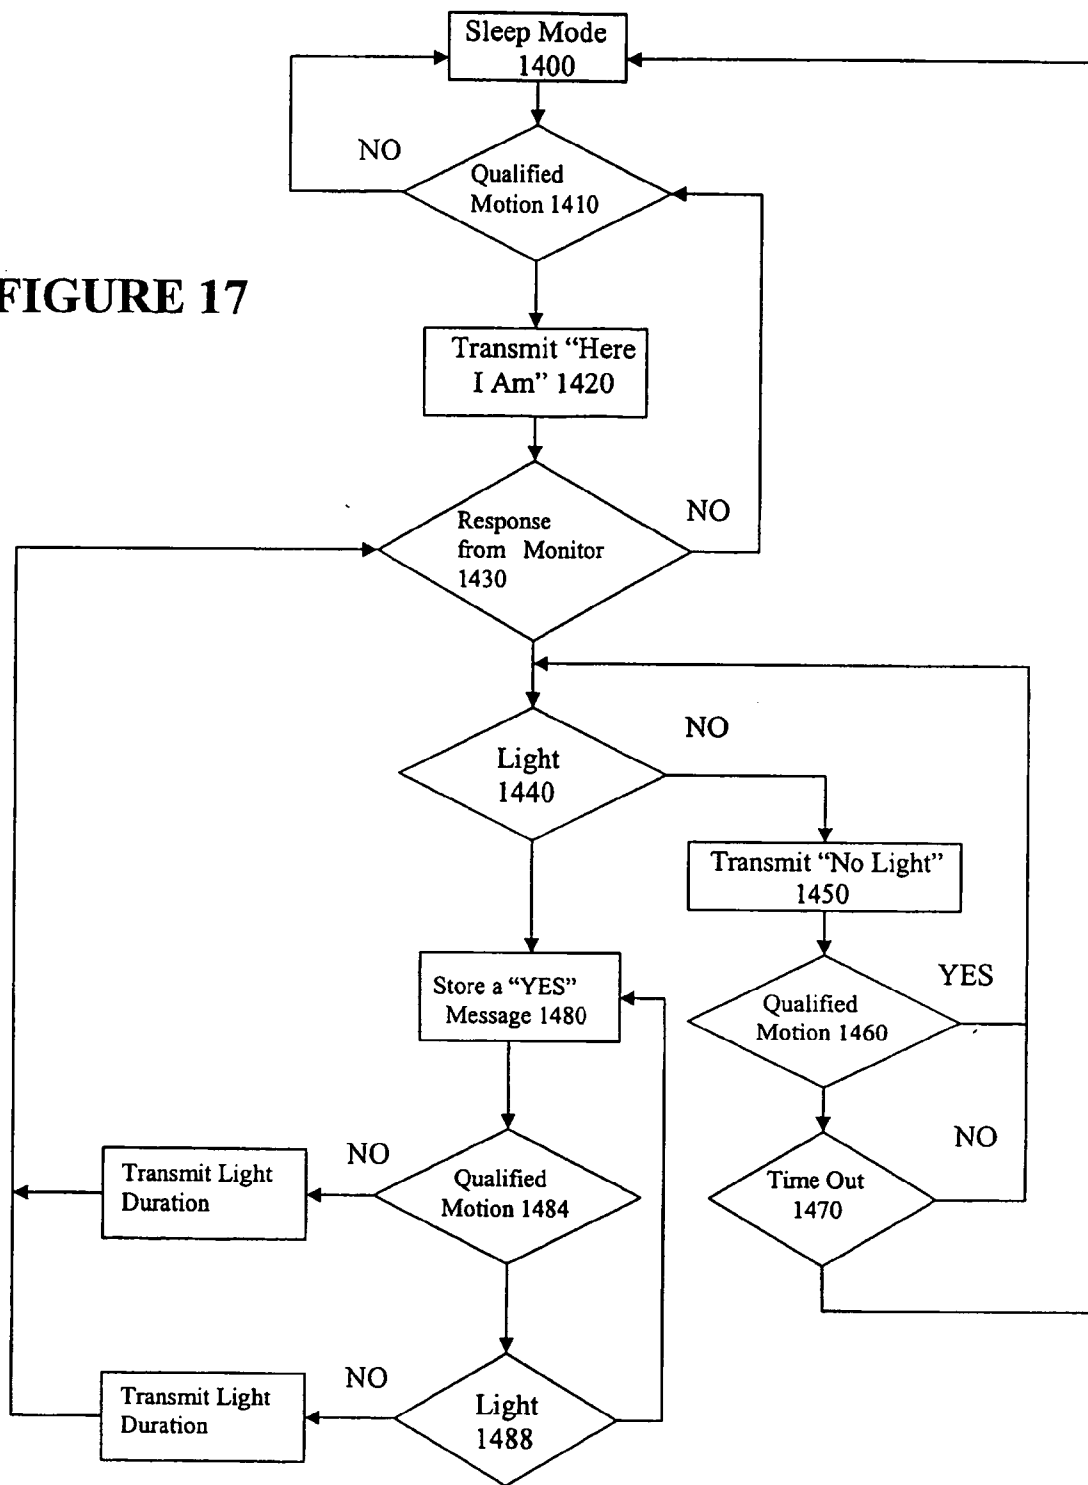 Sleep Mode
1400
NO
Qualified
Motion 1410
FIGURE 17
Transmit “Here
I Am” 1420
Response
from Monitor
1430
NO
Light
1440
NO
Transmit “No Light”
1450
Store a “YES”
Message 1480
Qualified
Motion 1460
YES
Transmit Light
Duration
NO
Qualified
Motion 1484
Time Out
1470
NO
Transmit Light
Duration
NO
Light
1488